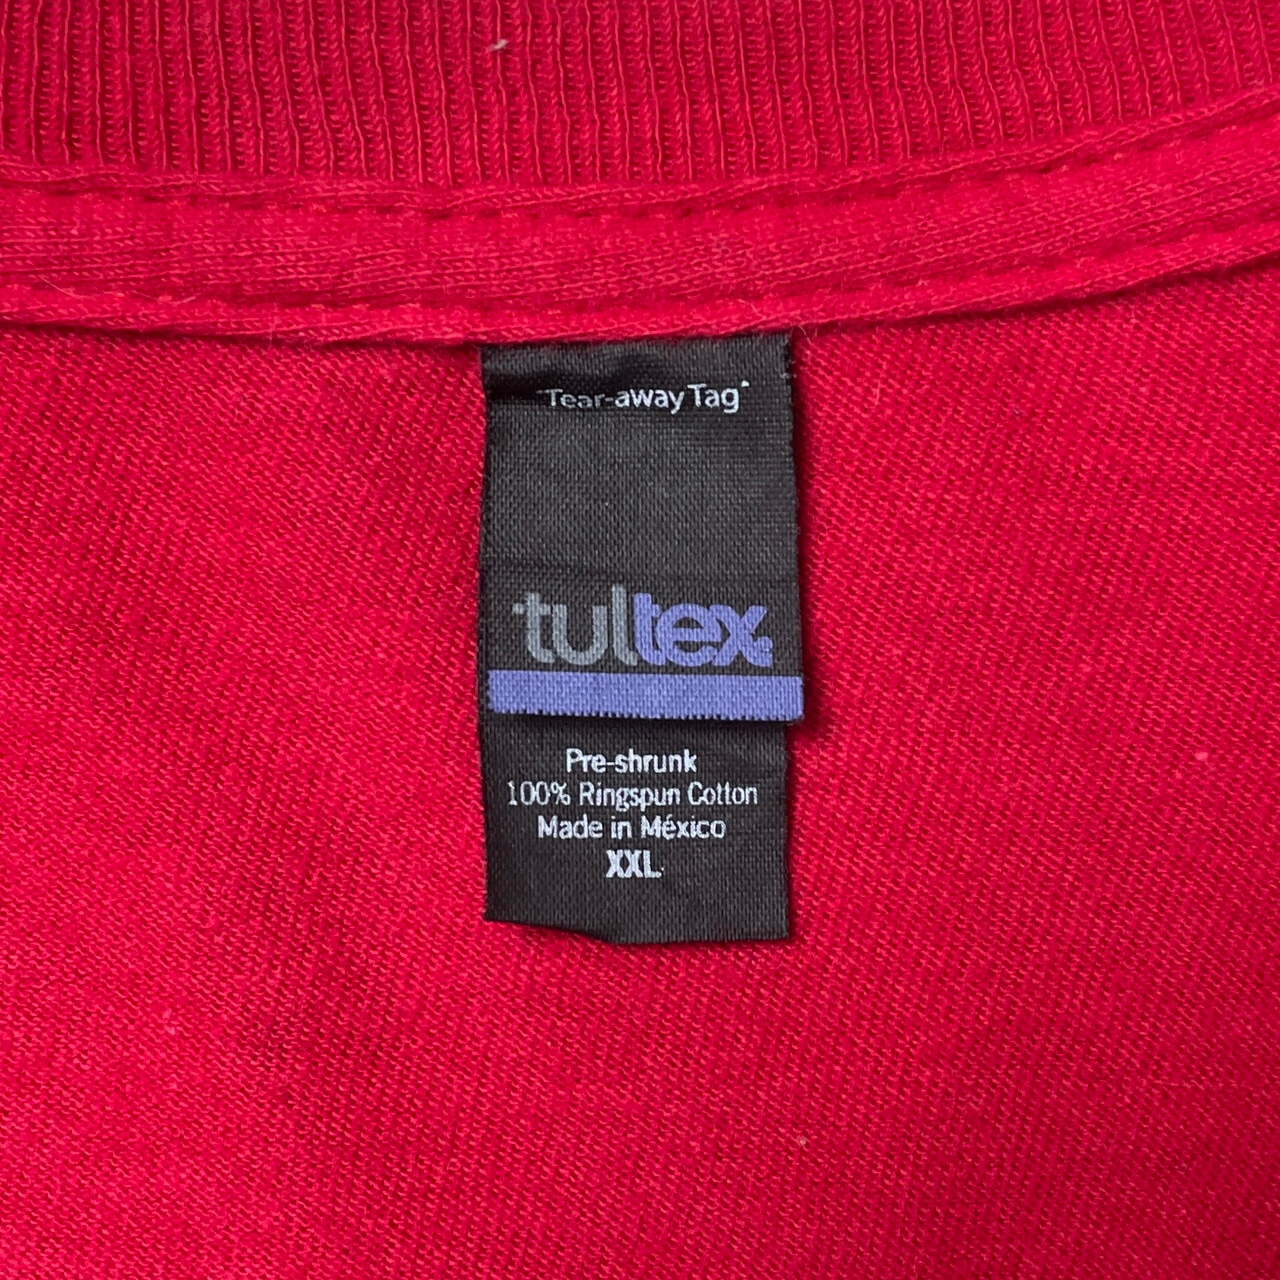 Tear-away Tag
tultex
Pre-shrunk
100% Ringspun Cotton
Made in México
XXL